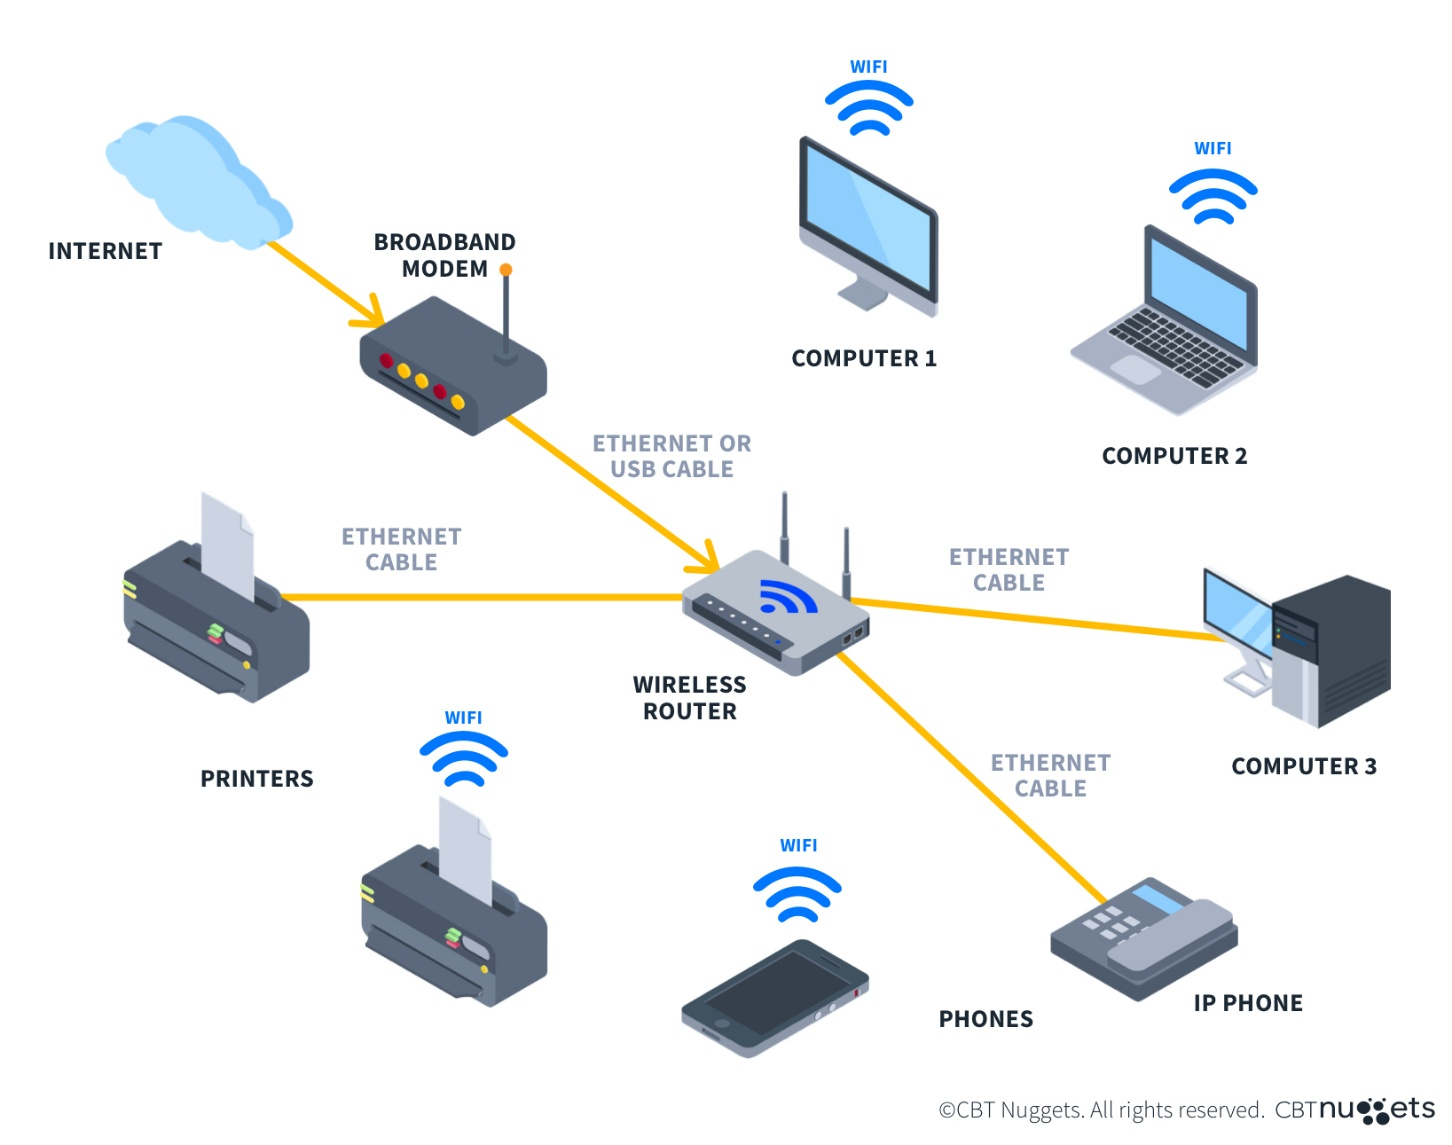 WIFI
WIFI
INTERNET
BROADBAND
MODEM
COMPUTER 1
COMPUTER 2
ETHERNET OR
USB CABLE
ETHERNET
CABLE
ETHERNET
CABLE
WIRELESS
ROUTER
WIFI
PRINTERS
ETHERNET
CABLE
COMPUTER 3
WIFI
IP PHONE
PHONES
©CBT Nuggets. All rights reserved. CBTnuggets